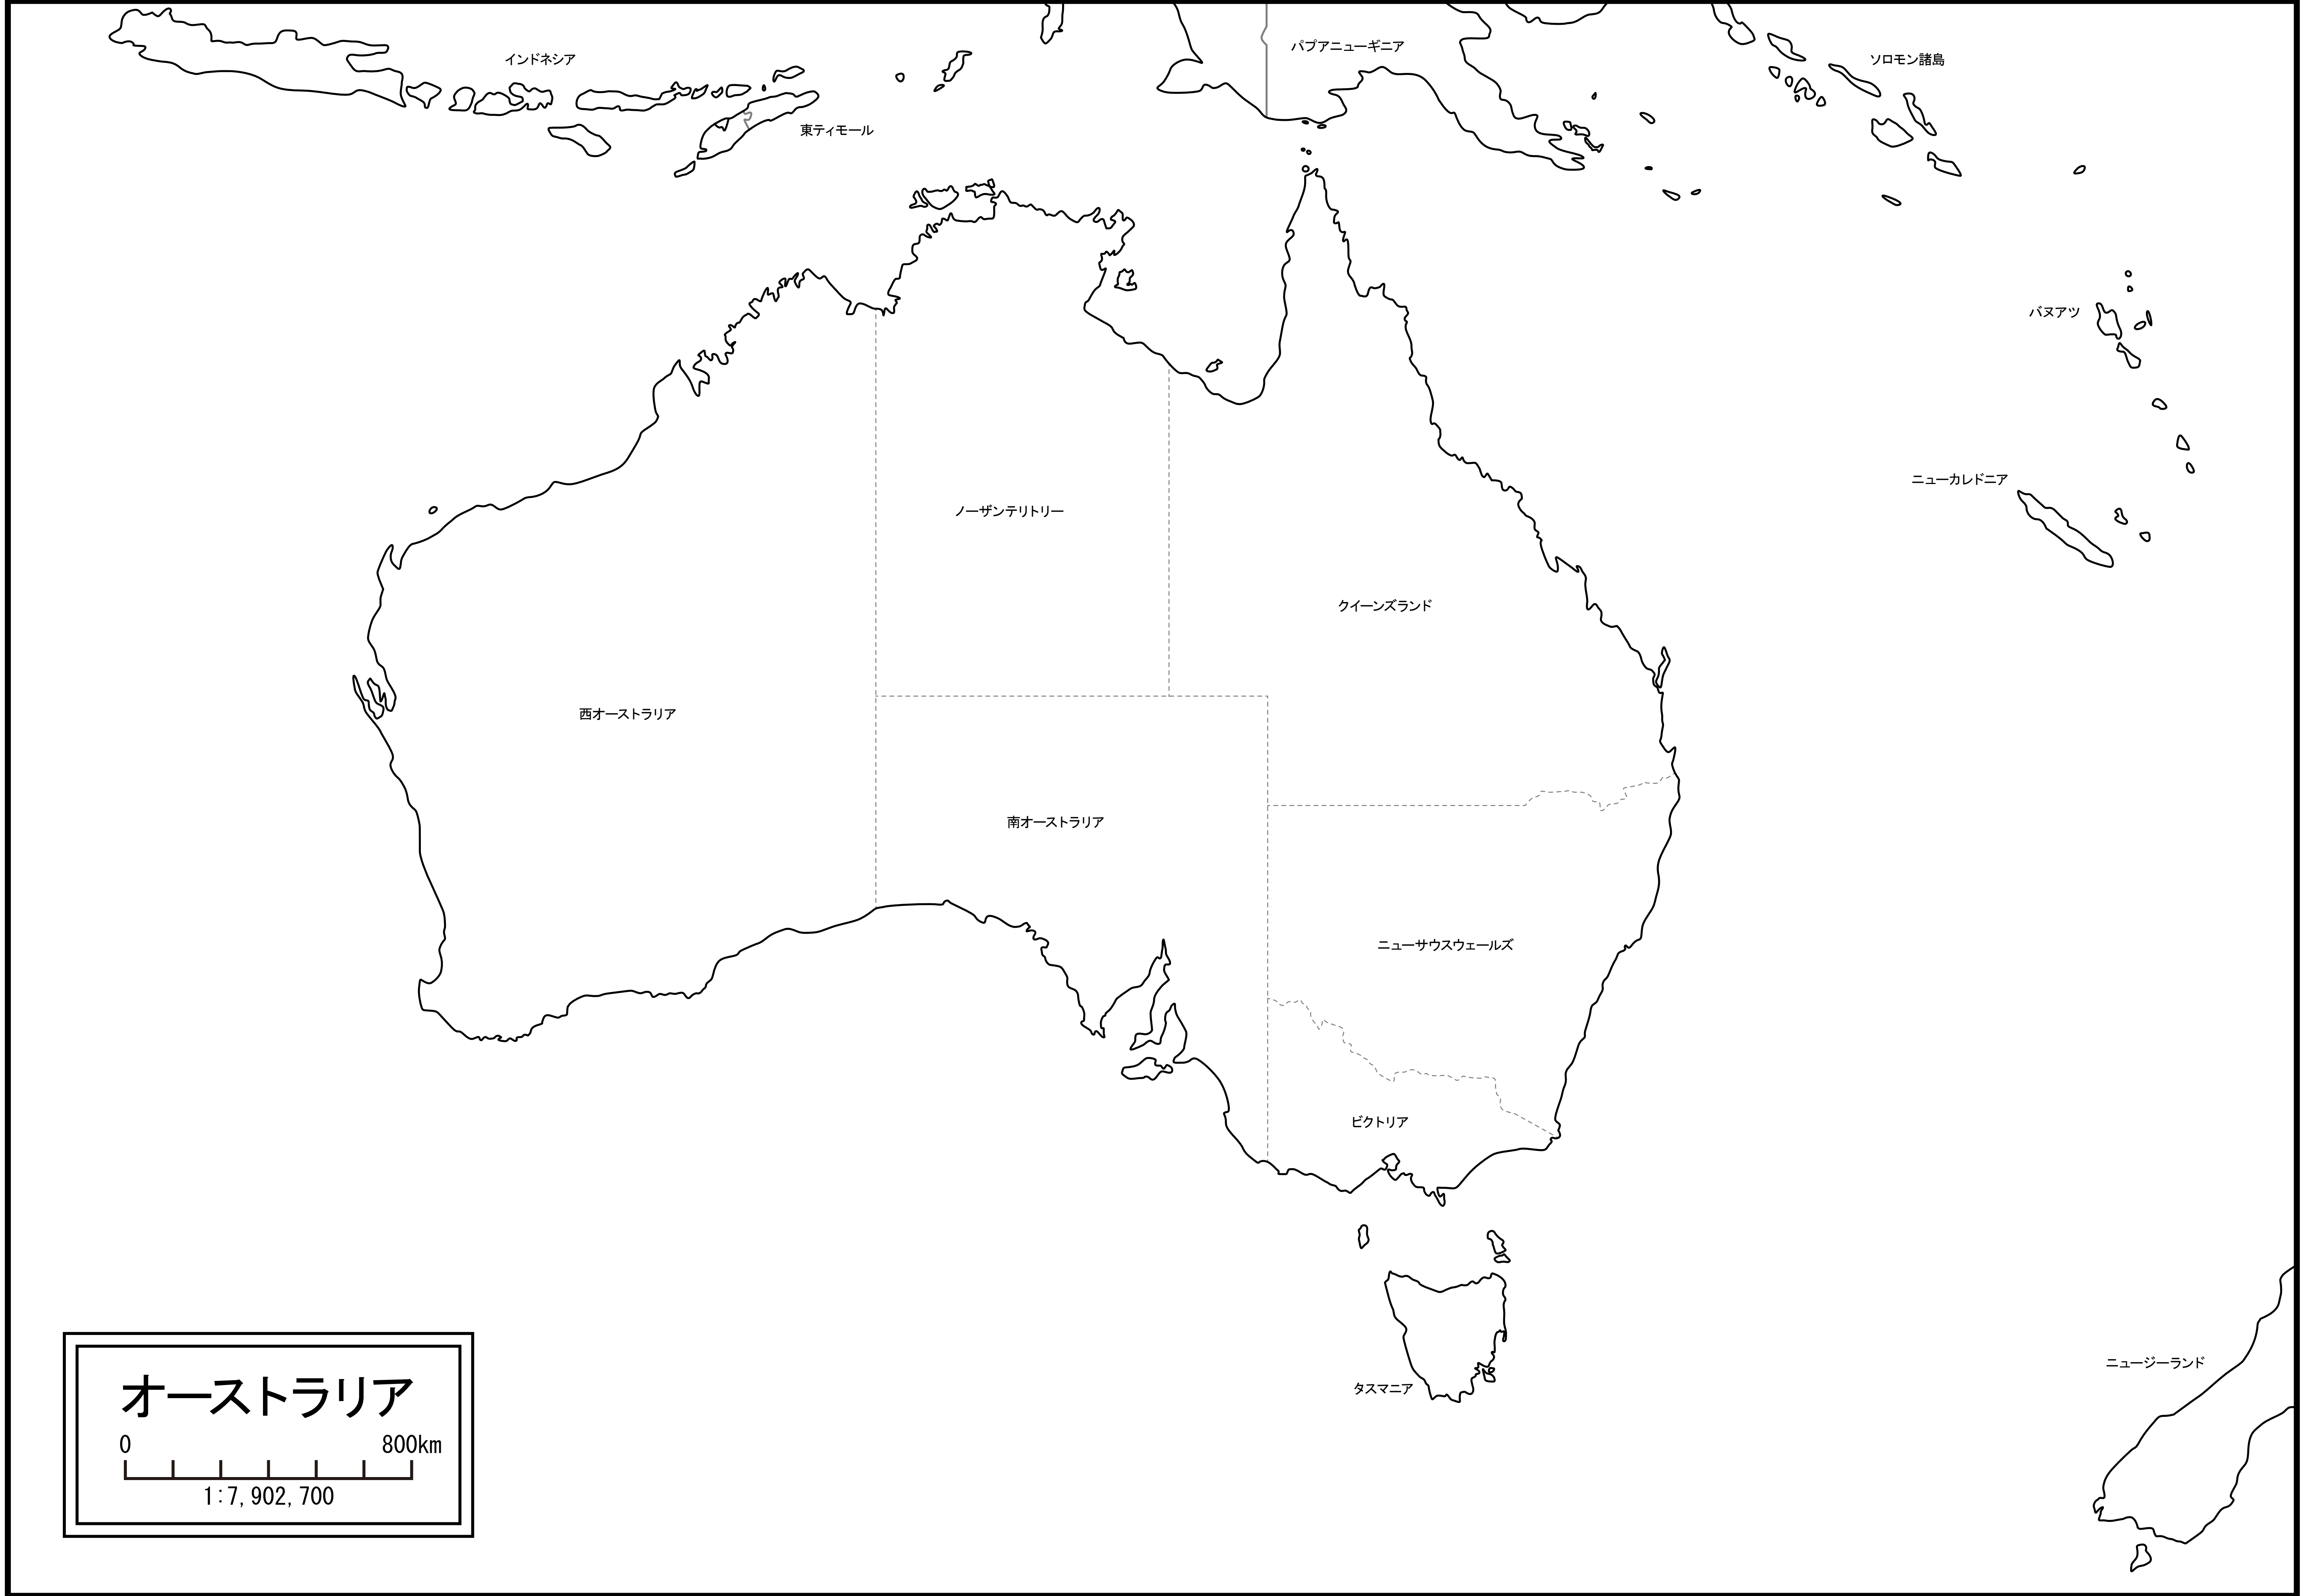 インドネシア
パプアニューギニア
ソロモン諸島
東ティモール
バヌアツ
ニューカレドニア
ノーザンテリトリー
クイーンズランド
西オーストラリア
南オーストラリア
ニューサウスウェールズ
ビクトリア
タスマニア
ニュージーランド
オーストラリア
0 800km
1:7,902,700